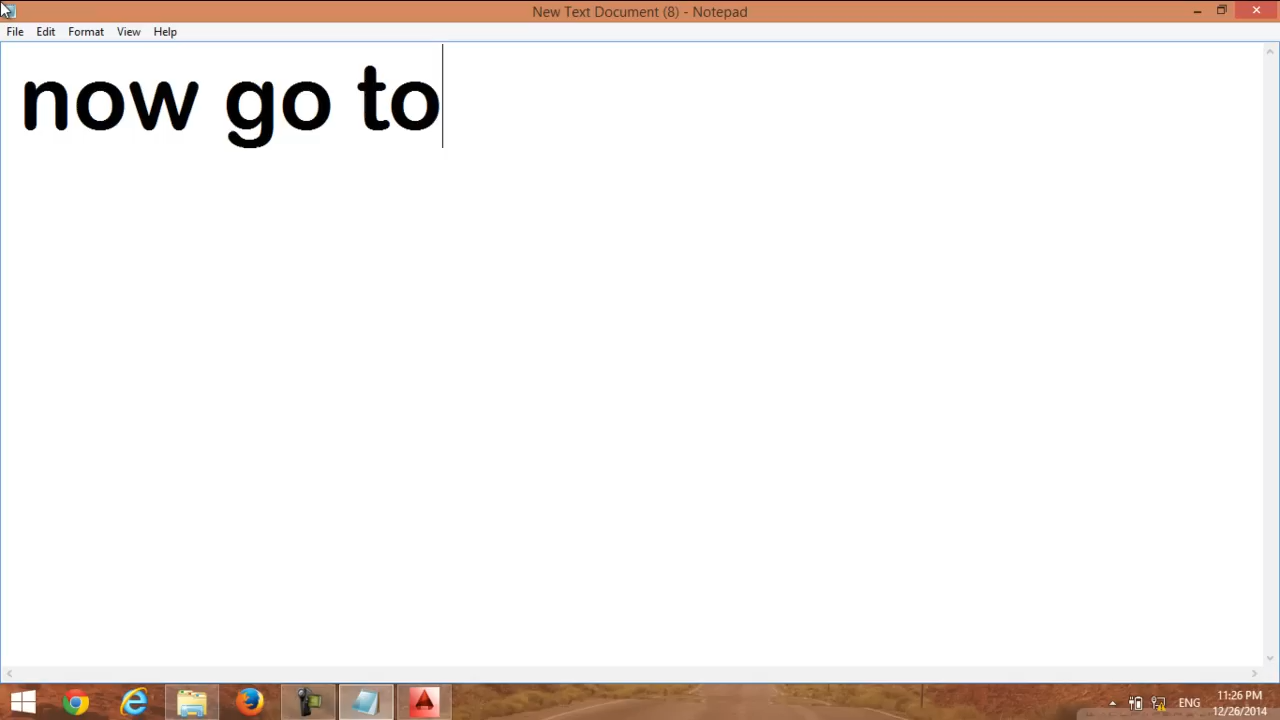 New Text Document (8) - Notepad
File Edit Format View Help
now go to
ENG
11:26 PM
12/26/2014